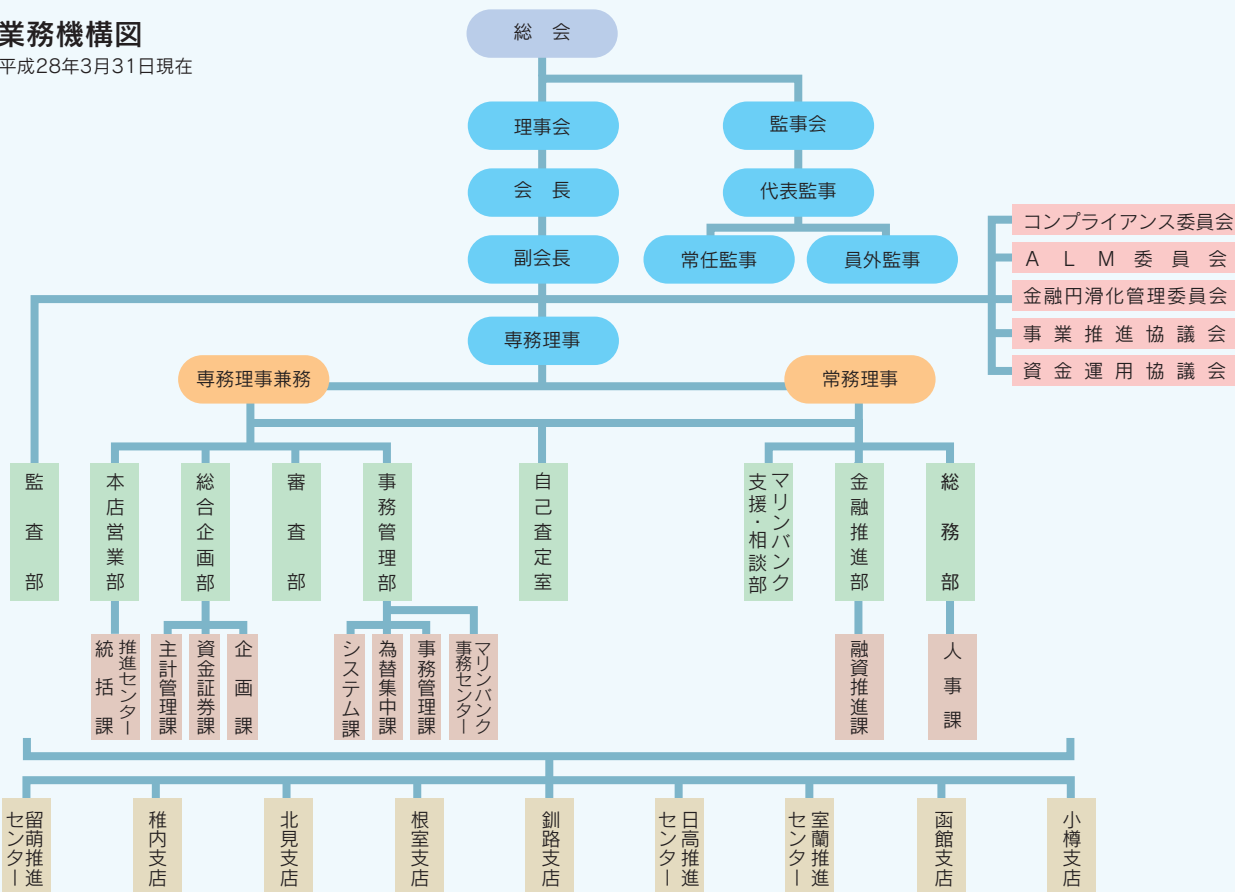 業務機構図
平成28年3月31日現在
総　会
理事会
監事会
会　長
代表監事
副会長
常任監事
員外監事
コンプライアンス委員会
ＡＬＭ委員会
金融円滑化管理委員会
事業推進協議会
資金運用協議会
専務理事
専務理事兼務
常務理事
監査部
本店営業部
総合企画部
審査部
事務管理部
自己査定室
マリンバンク
支援・相談部
金融推進部
総務部
推進センター
統括課
主計管理課
資金証券課
企画課
システム課
為替集中課
事務管理課
マリンバンク
事務センター
融資推進課
人事課
留萌推進
センター
稚内支店
北見支店
根室支店
釧路支店
日高推進
センター
室蘭推進
センター
函館支店
小樽支店